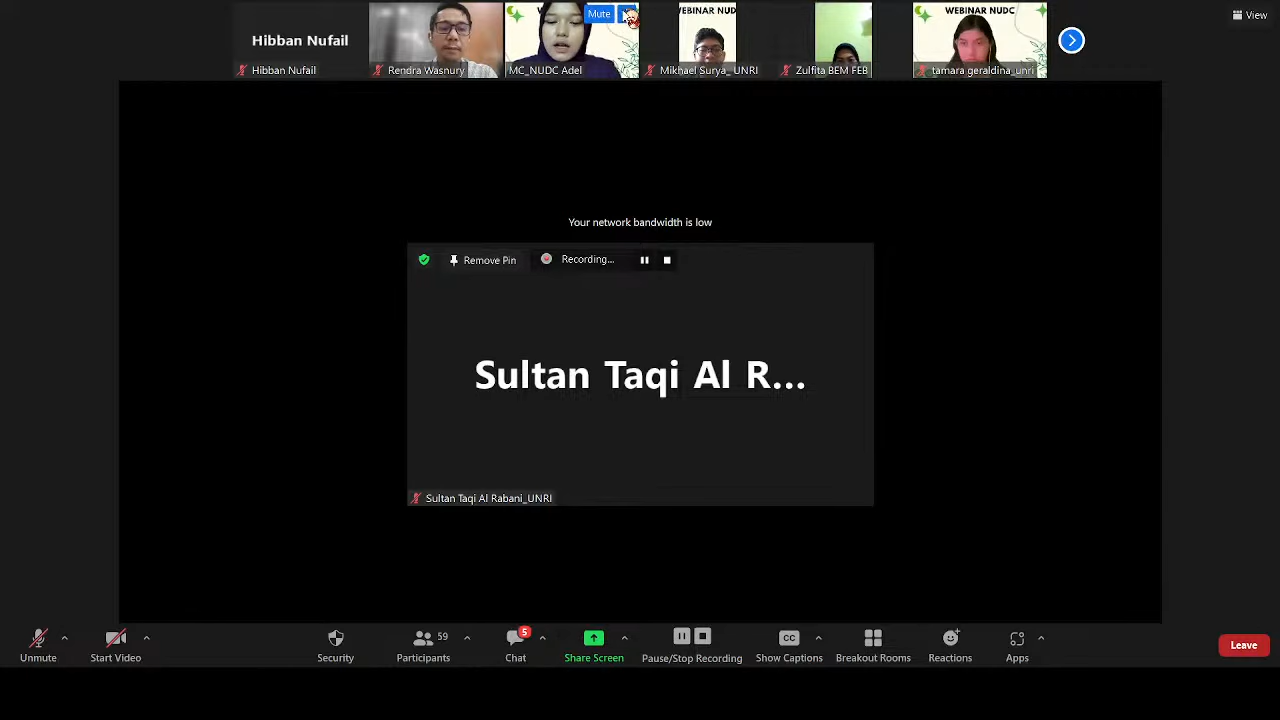 Hibban Nufail
Hibban Nufail
Rendra Wasnury
Mute
MC_NUDC Adel
WEBINAR NUD
Mikhael Surya_ UNRI
Zulfita BEM FEB
WEBINAR NUDC
tamara geraldina_unri
View
Your network bandwidth is low
Remove Pin
Recording...
Sultan Taqi Al R...
Sultan Taqi Al Rabani_UNRI
Unmute
Start Video
Security
59
Participants
5
Chat
Share Screen
Pause/Stop Recording
CC
Show Captions
Breakout Rooms
Reactions
Apps
Leave